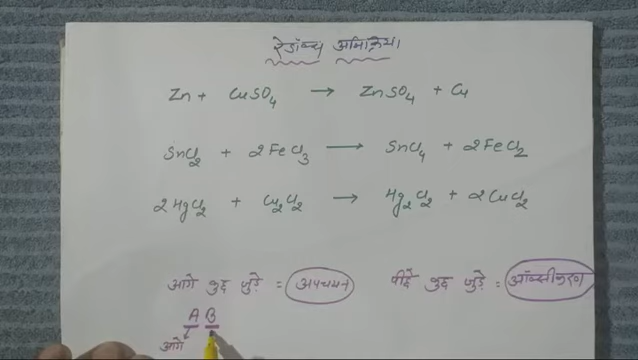 रेडॉक्स अभिक्रिया
Zn + CuSO4 → ZnSO4 + Cu
SnCl2 + 2FeCl3 → SnCl4 + 2FeCl2
2HgCl2 + Cu2Cl2 → Hg2Cl2 + 2CuCl2
आगे कुछ जुड़े = अपचयन पीछे कुछ जुड़े = ऑक्सीकरण
A B
आगे